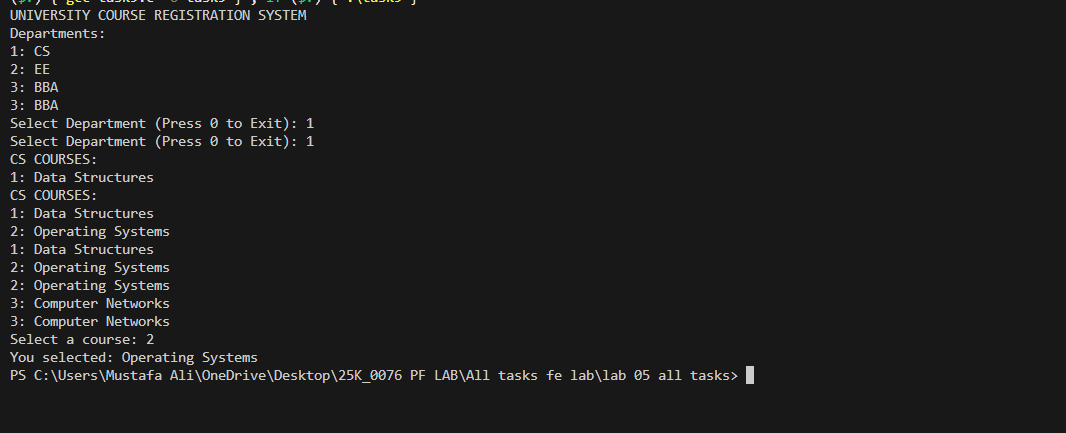 UNIVERSITY COURSE REGISTRATION SYSTEM
Departments:
1: CS
2: EE
3: BBA
3: BBA
Select Department (Press 0 to Exit): 1
Select Department (Press 0 to Exit): 1
CS COURSES:
1: Data Structures
CS COURSES:
1: Data Structures
2: Operating Systems
1: Data Structures
2: Operating Systems
2: Operating Systems
3: Computer Networks
3: Computer Networks
Select a course: 2
You selected: Operating Systems
PS C:\Users\Mustafa Ali\OneDrive\Desktop\25K_0076 PF LAB\All tasks fe lab\lab 05 all tasks>